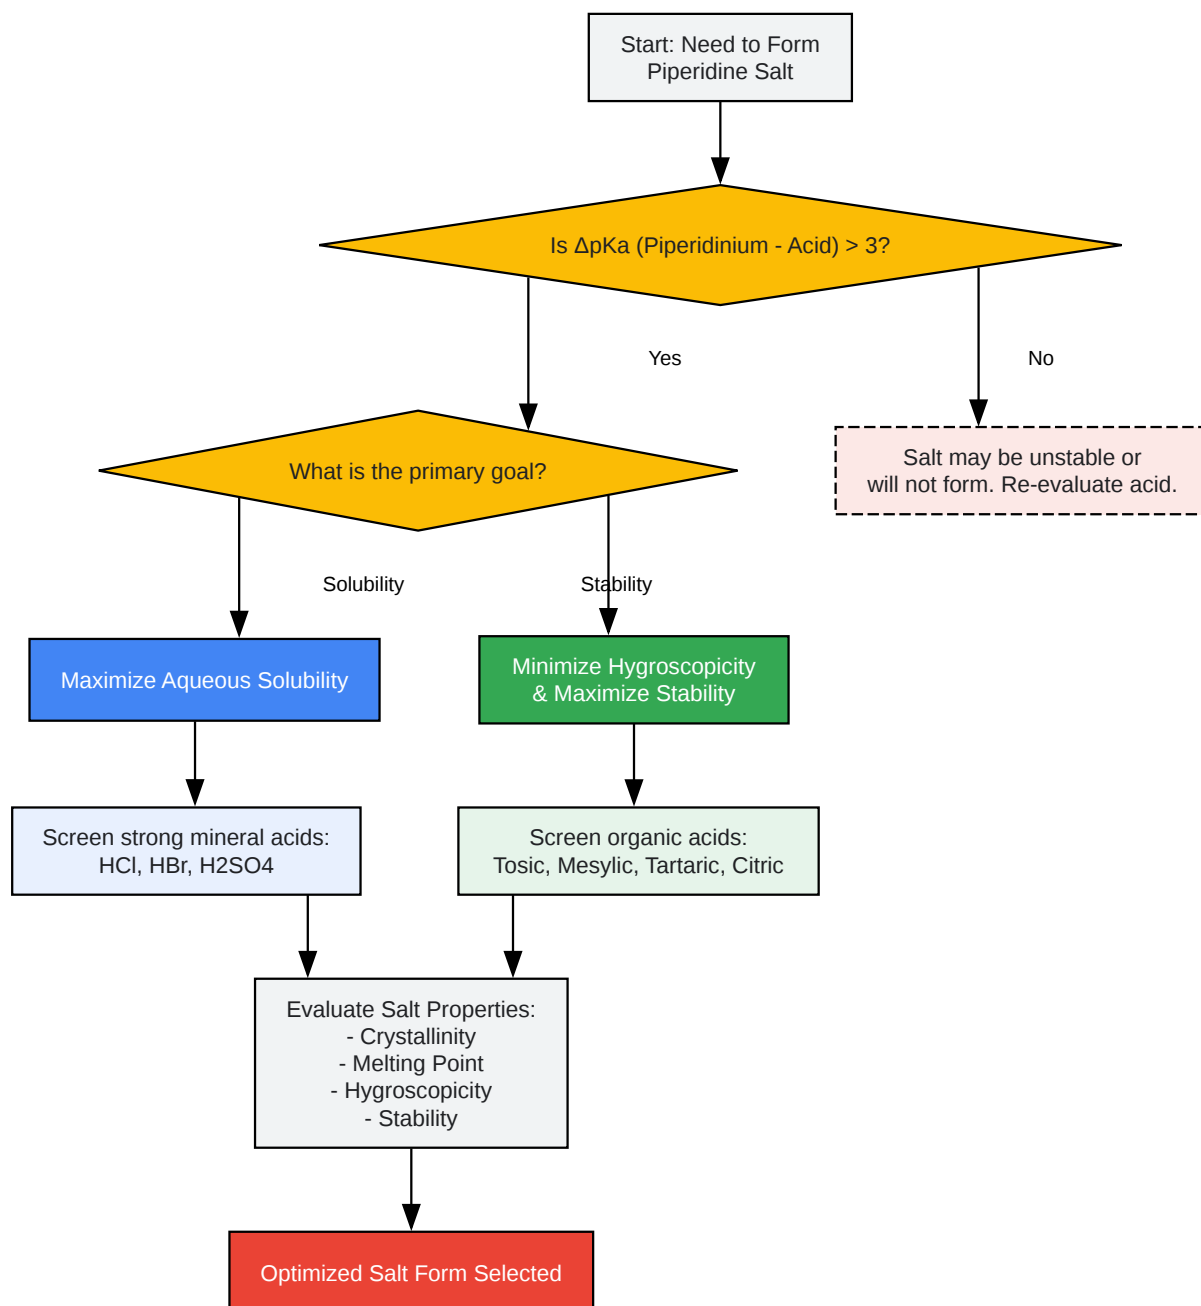 Start: Need to Form
Piperidine Salt
Is ΔpKa (Piperidinium - Acid) > 3?
Yes
No
What is the primary goal?
Salt may be unstable or
will not form. Re-evaluate acid.
Solubility
Stability
Maximize Aqueous Solubility
Minimize Hygroscopicity
& Maximize Stability
Screen strong mineral acids:
HCl, HBr, H2SO4
Screen organic acids:
Tosic, Mesylic, Tartaric, Citric
Evaluate Salt Properties:
- Crystallinity
- Melting Point
- Hygroscopicity
- Stability
Optimized Salt Form Selected